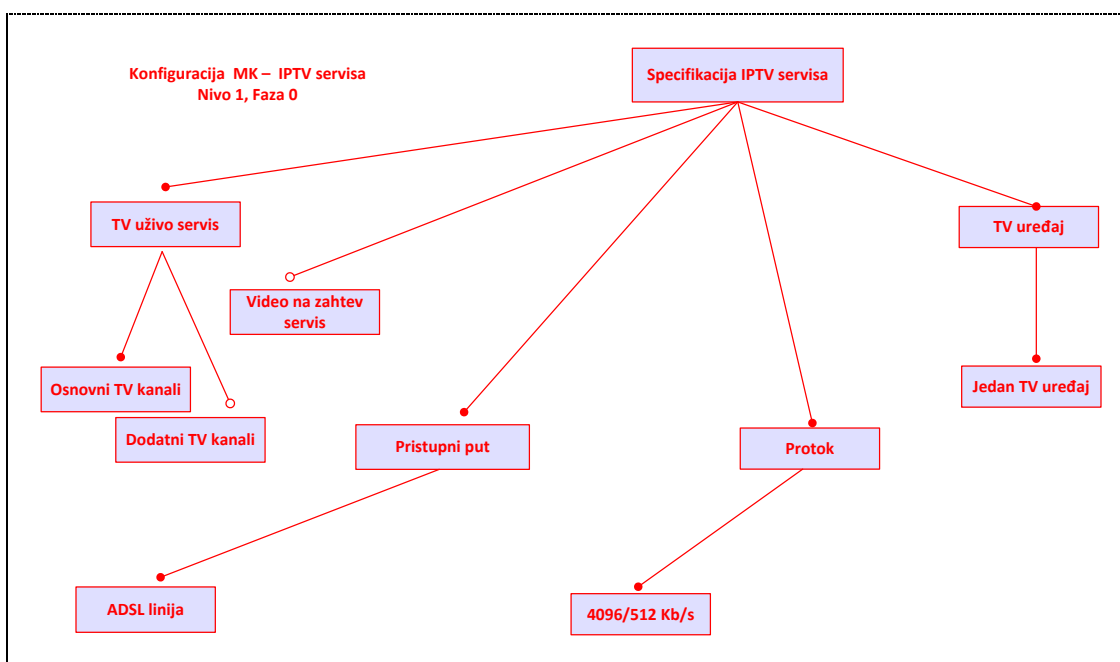 Konfiguracija MK – IPTV servisa
Nivo 1, Faza 0
Specifikacija IPTV servisa
TV uživo servis
TV uređaj
Video na zahtev
servis
Osnovni TV kanali
Jedan TV uređaj
Dodatni TV kanali
Pristupni put
Protok
ADSL linija
4096/512 Kb/s